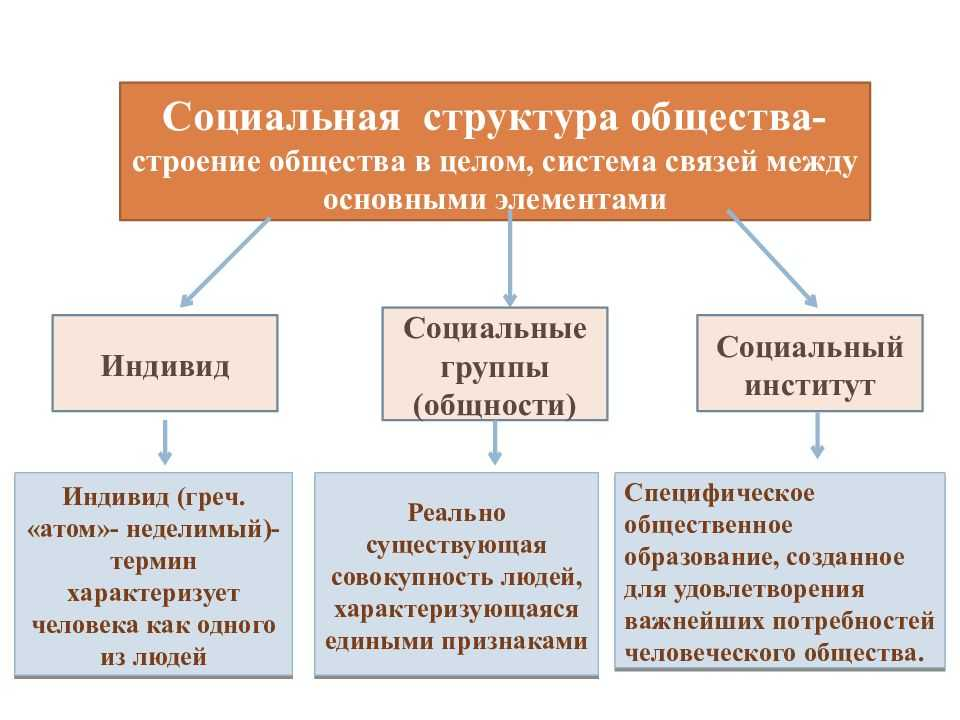 Социальная структура общества-
строение общества в целом, система связей между
основными элементами
Индивид
Социальные
группы
(общности)
Социальный
институт
Индивид (греч.
«атом»- неделимый)-
термин
характеризует
человека как одного
из людей
Реально
существующая
совокупность людей,
характеризующаяся
едиными признаками
Специфическое
общественное
образование, созданное
для удовлетворения
важнейших потребностей
человеческого общества.